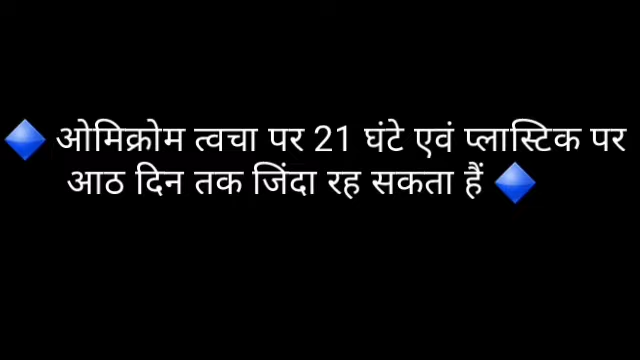 🔷 ओमिक्रोम त्वचा पर 21 घंटे एवं प्लास्टिक पर
आठ दिन तक जिंदा रह सकता हैं 🔷